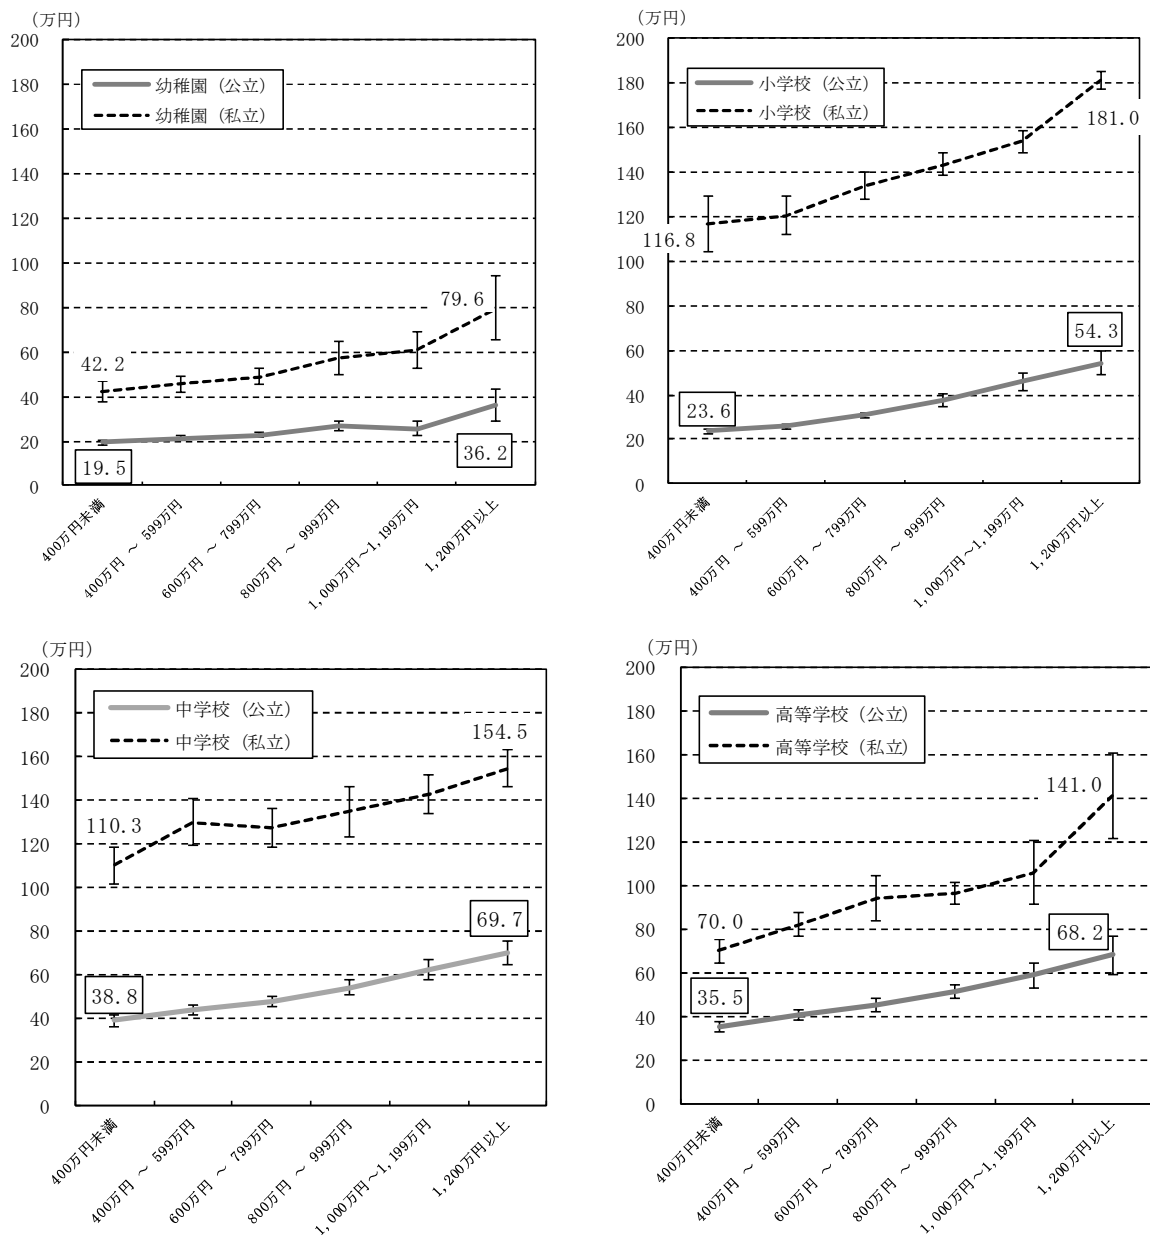 （万円）
200
180
160
140
120
100
80
60
40
20
0
幼稚園（公立）
幼稚園（私立）
42.2
79.6
19.5
36.2
400万円未満
400万円 ～ 599万円
600万円 ～ 799万円
800万円 ～ 999万円
1,000万円～1,199万円
1,200万円以上
（万円）
200
180
160
140
120
100
80
60
40
20
0
小学校（公立）
小学校（私立）
181.0
116.8
54.3
23.6
400万円未満
400万円 ～ 599万円
600万円 ～ 799万円
800万円 ～ 999万円
1,000万円～1,199万円
1,200万円以上
（万円）
200
180
160
140
120
100
80
60
40
20
0
中学校（公立）
中学校（私立）
154.5
110.3
69.7
38.8
400万円未満
400万円 ～ 599万円
600万円 ～ 799万円
800万円 ～ 999万円
1,000万円～1,199万円
1,200万円以上
（万円）
200
180
160
140
120
100
80
60
40
20
0
高等学校（公立）
高等学校（私立）
141.0
70.0
68.2
35.5
400万円未満
400万円 ～ 599万円
600万円 ～ 799万円
800万円 ～ 999万円
1,000万円～1,199万円
1,200万円以上